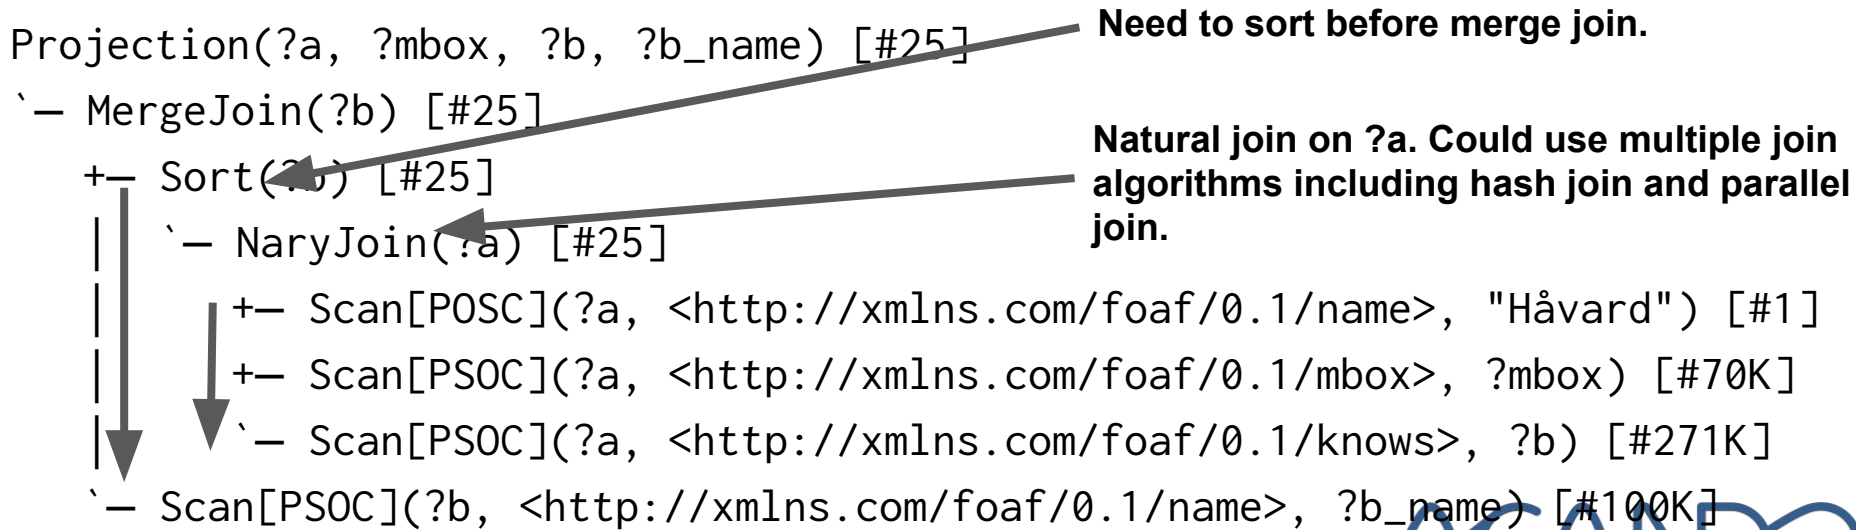 Projection(?a, ?mbox, ?b, ?b_name) [#25]
Need to sort before merge join.
`— MergeJoin(?b) [#25]
Natural join on ?a. Could use multiple join
algorithms including hash join and parallel
join.
+— Sort(?b) [#25]
| `— NaryJoin(?a) [#25]
| +— Scan[POSC](?a, <http://xmlns.com/foaf/0.1/name>, "Håvard") [#1]
| +— Scan[PSOC](?a, <http://xmlns.com/foaf/0.1/mbox>, ?mbox) [#70K]
| `— Scan[PSOC](?a, <http://xmlns.com/foaf/0.1/knows>, ?b) [#271K]
`— Scan[PSOC](?b, <http://xmlns.com/foaf/0.1/name>, ?b_name) [#100K]